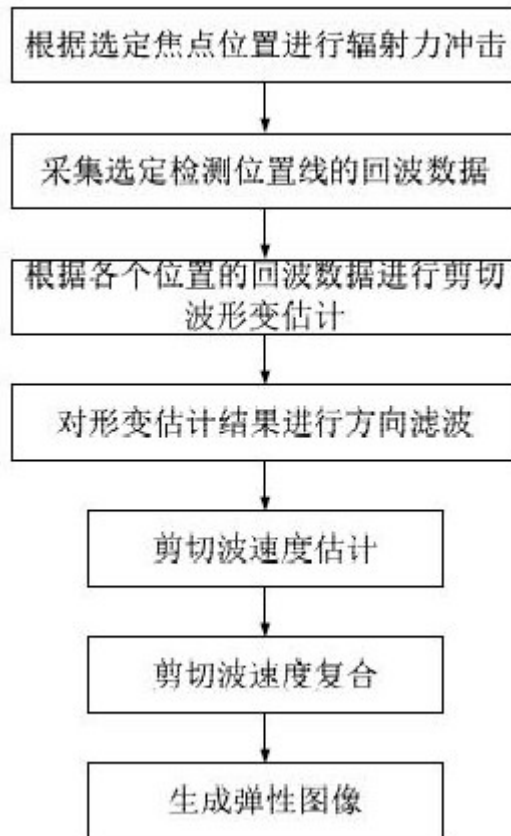 根据选定焦点位置进行辐射力冲击
采集选定检测位置线的回波数据
根据各个位置的回波数据进行剪切
波形变估计
对形变估计结果进行方向滤波
剪切波速度估计
剪切波速度复合
生成弹性图像